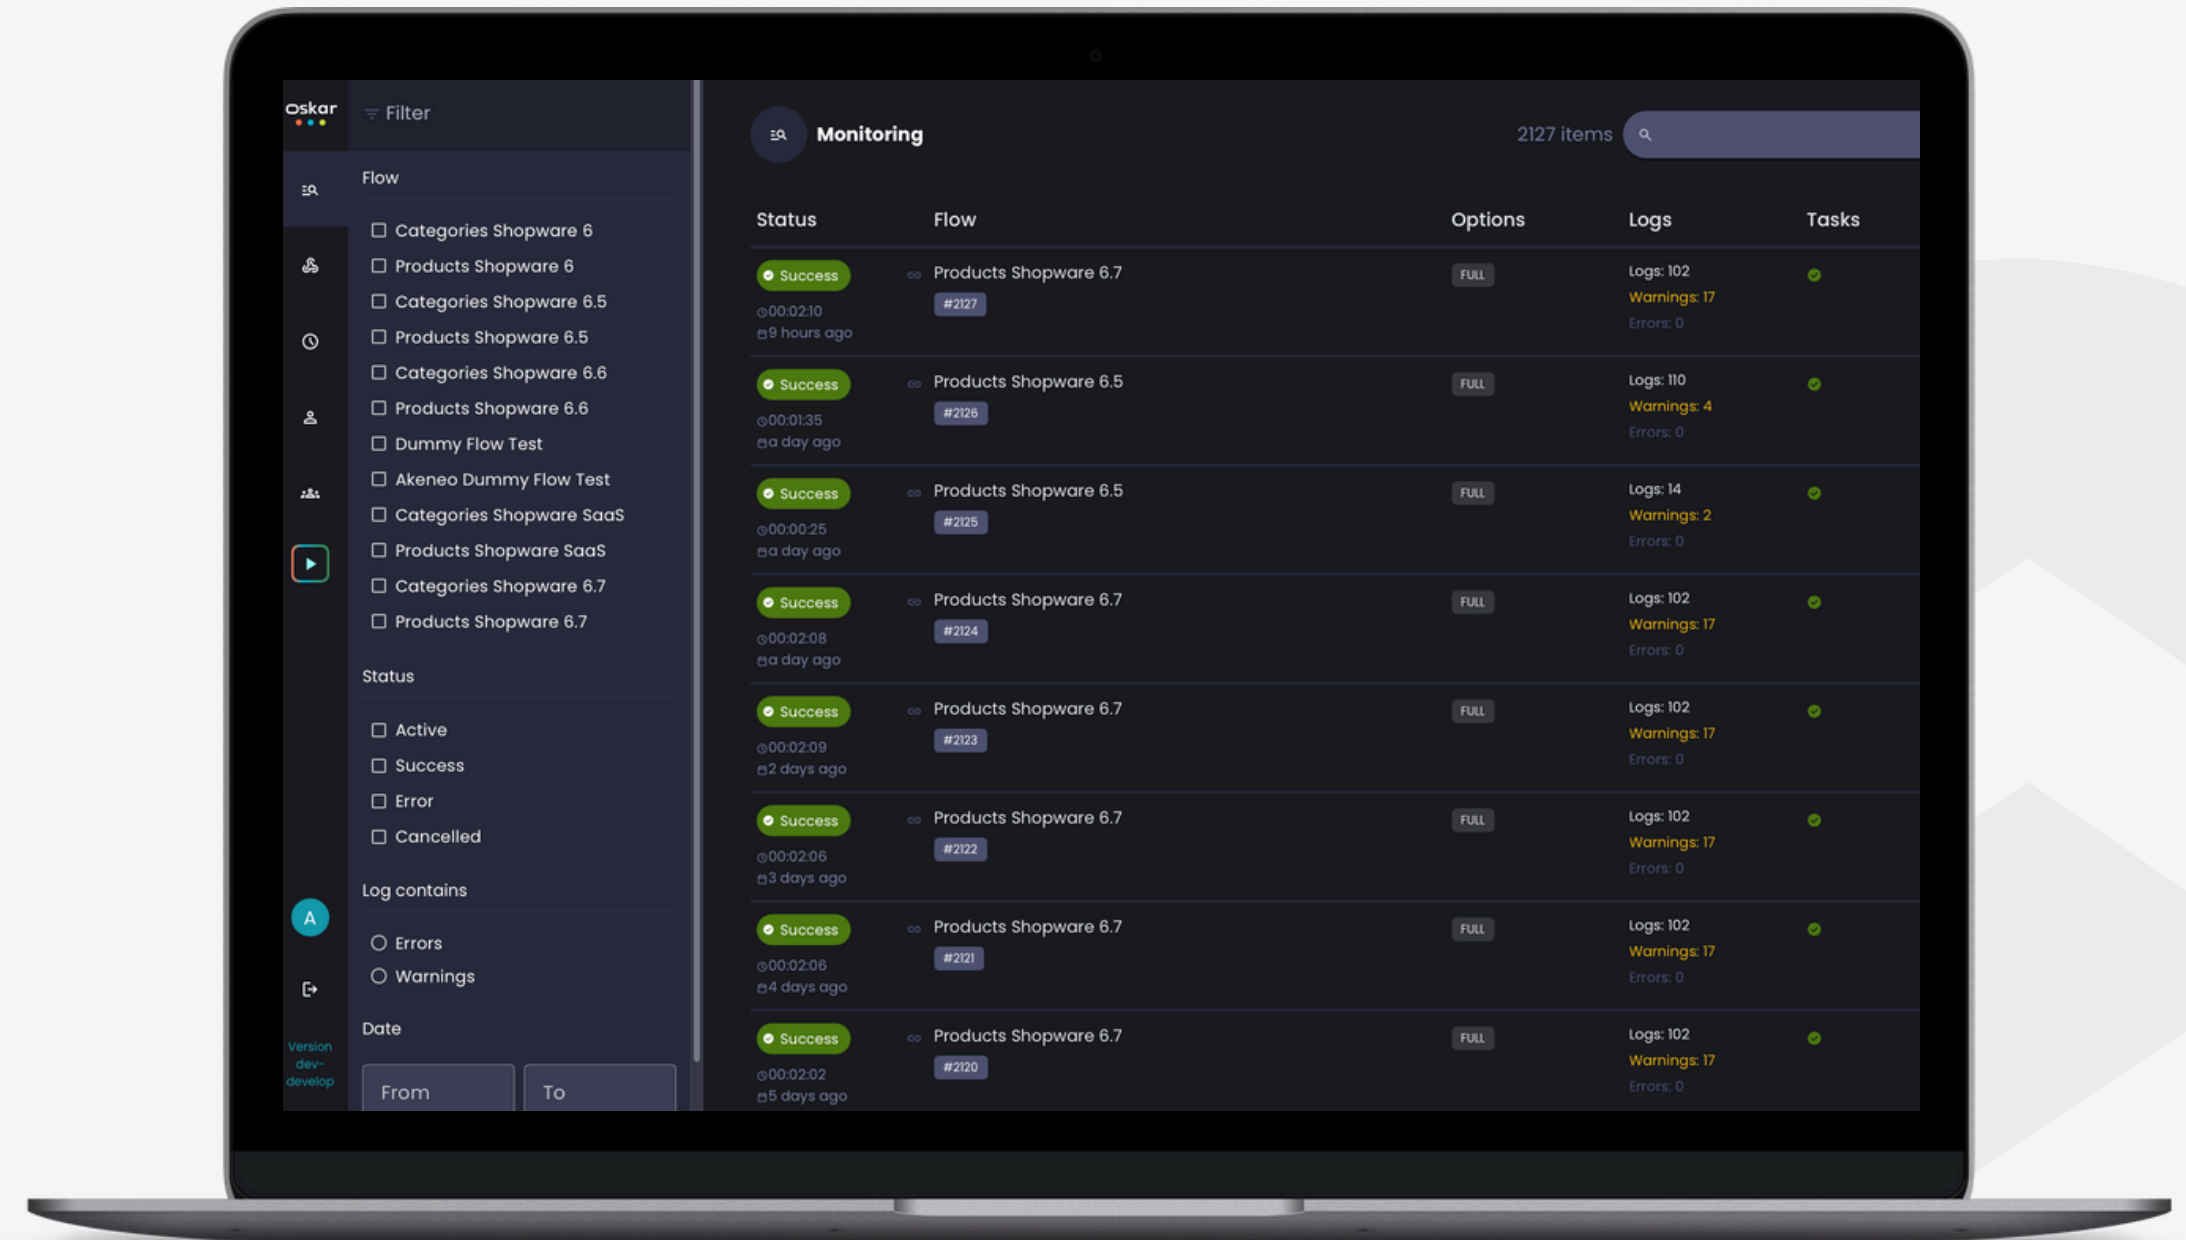 Oskar
Filter
Flow
Categories Shopware 6
Products Shopware 6
Categories Shopware 6.5
Products Shopware 6.5
Categories Shopware 6.6
Products Shopware 6.6
Dummy Flow Test
Akeneo Dummy Flow Test
Categories Shopware SaaS
Products Shopware SaaS
Categories Shopware 6.7
Products Shopware 6.7
Status
Active
Success
Error
Cancelled
Log contains
Errors
Warnings
Date
From To
A
Version
dev-
develop
Monitoring 2127 items
Status Flow Options Logs Tasks
Success Products Shopware 6.7 FULL Logs: 102
#2127 Warnings: 17
00:02:10 Errors: 0
9 hours ago
Success Products Shopware 6.5 FULL Logs: 110
#2126 Warnings: 4
00:01:35 Errors: 0
a day ago
Success Products Shopware 6.5 FULL Logs: 14
#2125 Warnings: 2
00:00:25 Errors: 0
a day ago
Success Products Shopware 6.7 FULL Logs: 102
#2124 Warnings: 17
00:02:08 Errors: 0
a day ago
Success Products Shopware 6.7 FULL Logs: 102
#2123 Warnings: 17
00:02:09 Errors: 0
2 days ago
Success Products Shopware 6.7 FULL Logs: 102
#2122 Warnings: 17
00:02:06 Errors: 0
3 days ago
Success Products Shopware 6.7 FULL Logs: 102
#2121 Warnings: 17
00:02:06 Errors: 0
4 days ago
Success Products Shopware 6.7 FULL Logs: 102
#2120 Warnings: 17
00:02:02 Errors: 0
5 days ago